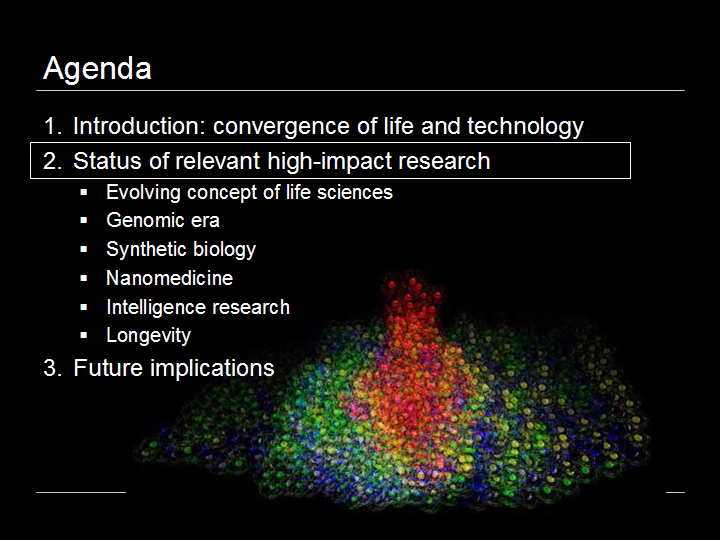 Agenda
1. Introduction: convergence of life and technology
2. Status of relevant high-impact research
▪ Evolving concept of life sciences
▪ Genomic era
▪ Synthetic biology
▪ Nanomedicine
▪ Intelligence research
▪ Longevity
3. Future implications